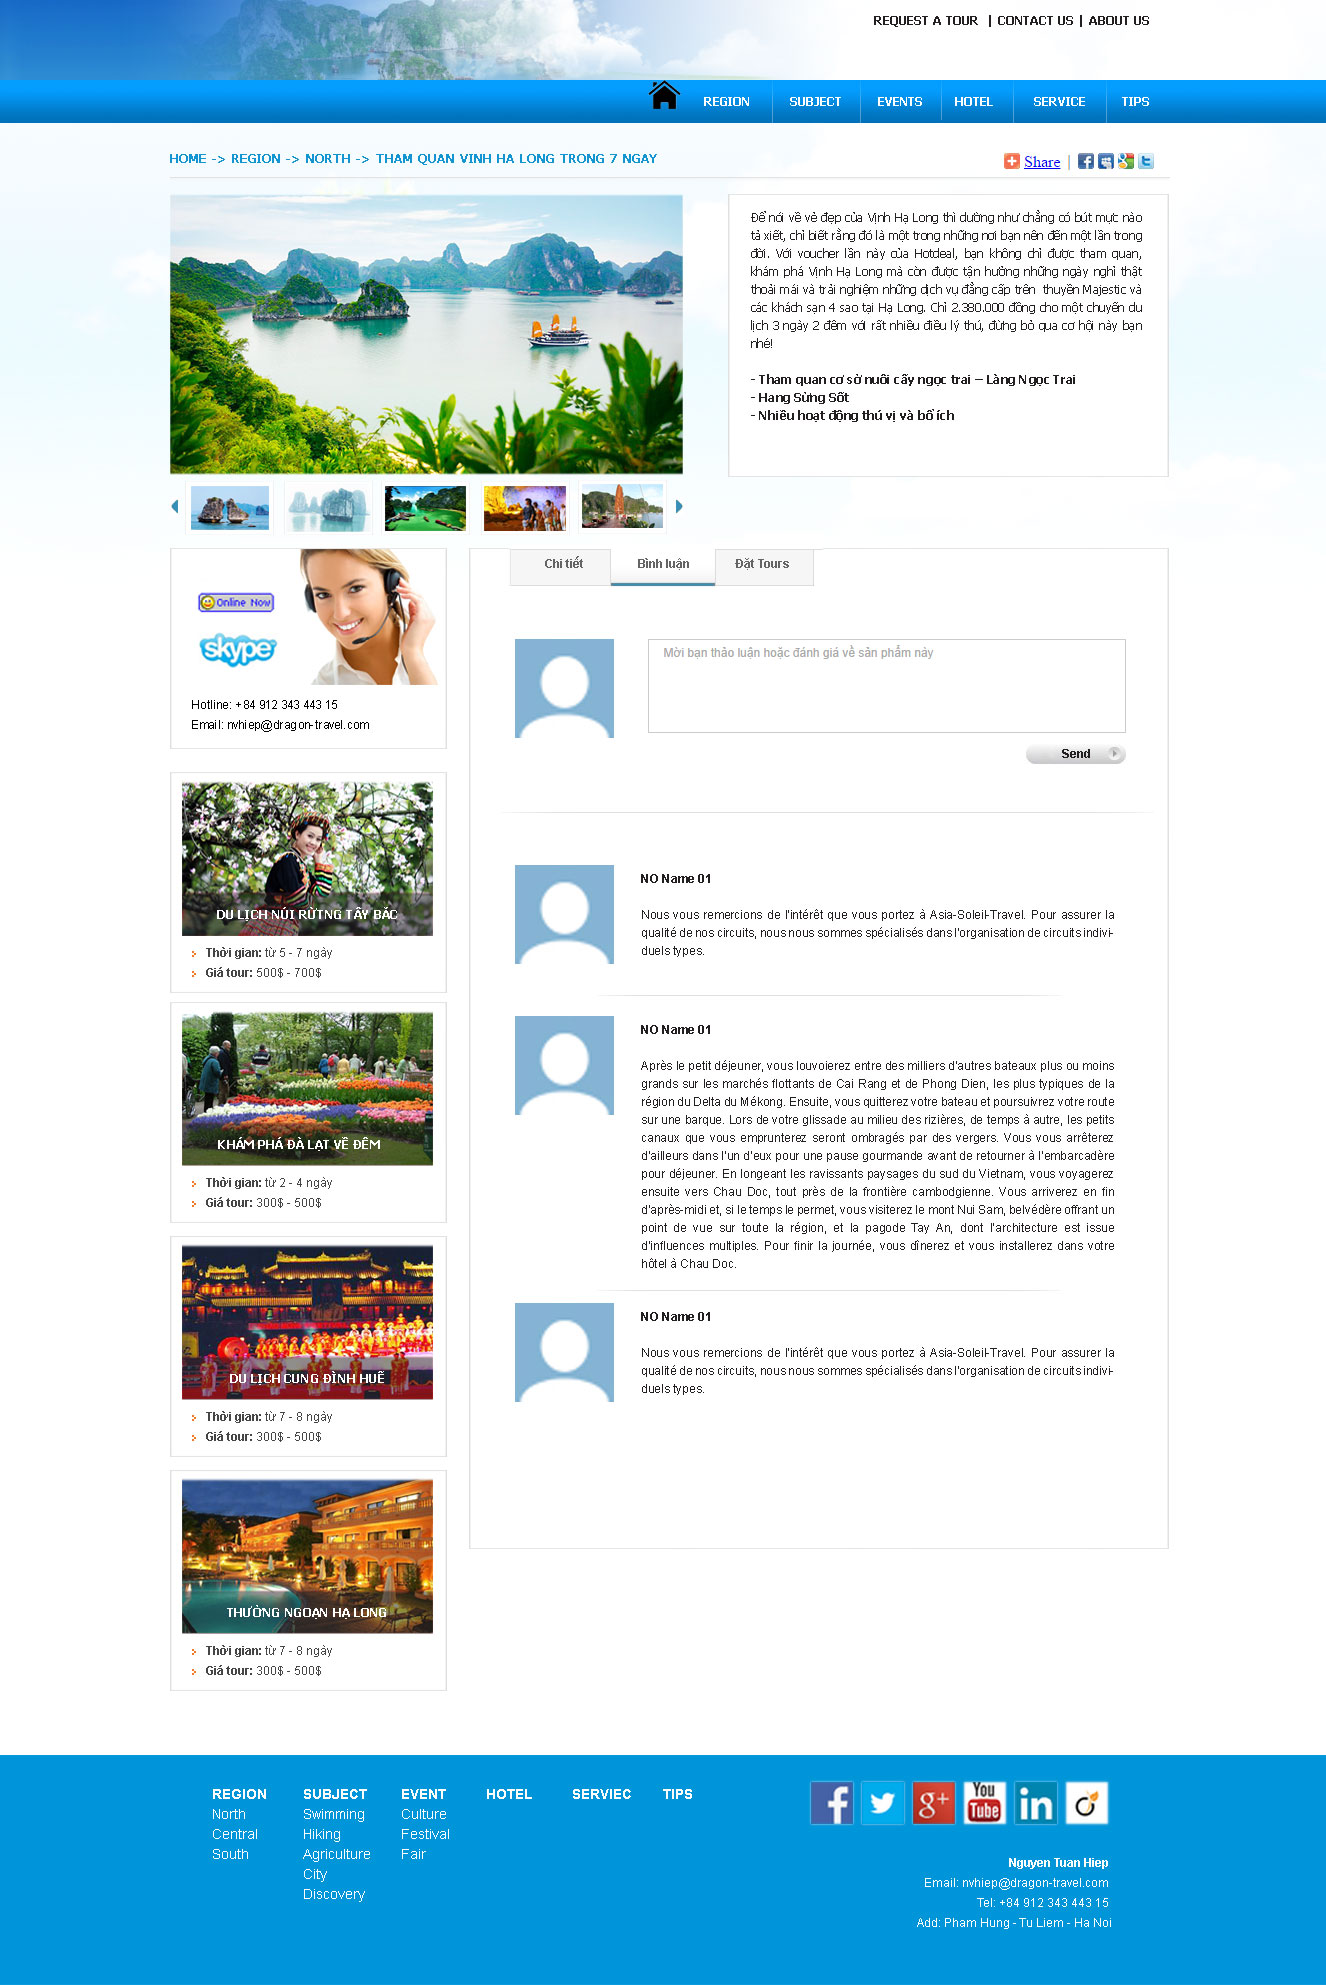 REQUEST A TOUR | CONTACT US | ABOUT US
REGION SUBJECT EVENTS HOTEL SERVICE TIPS
HOME -> REGION -> NORTH -> THAM QUAN VINH HA LONG TRONG 7 NGAY
Share |
Để nói về vẻ đẹp của Vịnh Hạ Long thì dường như chẳng có bút mực nào
tả xiết, chỉ biết rằng đó là một trong những nơi bạn nên đến một lần trong
đời. Với voucher lần này của Hotdeal, bạn không chỉ được tham quan,
khám phá Vịnh Hạ Long mà còn được tận hưởng những ngày nghỉ thật
thoải mái và trải nghiệm những dịch vụ đẳng cấp trên thuyền Majestic và
các khách sạn 4 sao tại Hạ Long. Chỉ 2.380.000 đồng cho một chuyến du
lịch 3 ngày 2 đêm với rất nhiều điều lý thú, đừng bỏ qua cơ hội này bạn
nhé!
- Tham quan cơ sở nuôi cấy ngọc trai – Làng Ngọc Trai
- Hang Sửng Sốt
- Nhiều hoạt động thú vị và bổ ích
Online Now
skype
Hotline: +84 912 343 443 15
Email: nvhiep@dragon-travel.com
DU LỊCH NÚI RỪTNG TÂY BẮC
Thời gian: từ 5 - 7 ngày
Giá tour: 500$ - 700$
KHÁM PHÁ ĐÀ LẠT VỀ ĐÊM
Thời gian: từ 2 - 4 ngày
Giá tour: 300$ - 500$
DU LỊCH CUNG ĐÌNH HUẾ
Thời gian: từ 7 - 8 ngày
Giá tour: 300$ - 500$
THƯỞNG NGOẠN HẠ LONG
Thời gian: từ 7 - 8 ngày
Giá tour: 300$ - 500$
Chi tiết Bình luận Đặt Tours
Mời bạn thảo luận hoặc đánh giá về sản phẩm này
Send
NO Name 01
Nous vous remercions de l'intérêt que vous portez à Asia-Soleil-Travel. Pour assurer la
qualité de nos circuits, nous nous sommes spécialisés dans l'organisation de circuits indivi-
duels types.
NO Name 01
Après le petit déjeuner, vous louvoierez entre des milliers d'autres bateaux plus ou moins
grands sur les marchés flottants de Cai Rang et de Phong Dien, les plus typiques de la
région du Delta du Mékong. Ensuite, vous quitterez votre bateau et poursuivrez votre route
sur une barque. Lors de votre glissade au milieu des rizières, de temps à autre, les petits
canaux que vous emprunterez seront ombragés par des vergers. Vous vous arrêterez
d'ailleurs dans l'un d'eux pour une pause gourmande avant de retourner à l'embarcadère
pour déjeuner. En longeant les ravissants paysages du sud du Vietnam, vous voyagerez
ensuite vers Chau Doc, tout près de la frontière cambodgienne. Vous arriverez en fin
d'après-midi et, si le temps le permet, vous visiterez le mont Nui Sam, belvédère offrant un
point de vue sur toute la région, et la pagode Tay An, dont l'architecture est issue
d'influences multiples. Pour finir la journée, vous dînerez et vous installerez dans votre
hôtel à Chau Doc.
NO Name 01
Nous vous remercions de l'intérêt que vous portez à Asia-Soleil-Travel. Pour assurer la
qualité de nos circuits, nous nous sommes spécialisés dans l'organisation de circuits indivi-
duels types.
REGION SUBJECT EVENT HOTEL SERVIEC TIPS
North Swimming Culture
Central Hiking Festival
South Agriculture Fair
City
Discovery
You Tube
Nguyen Tuan Hiep
Email: nvhiep@dragon-travel.com
Tel: +84 912 343 443 15
Add: Pham Hung - Tu Liem - Ha Noi